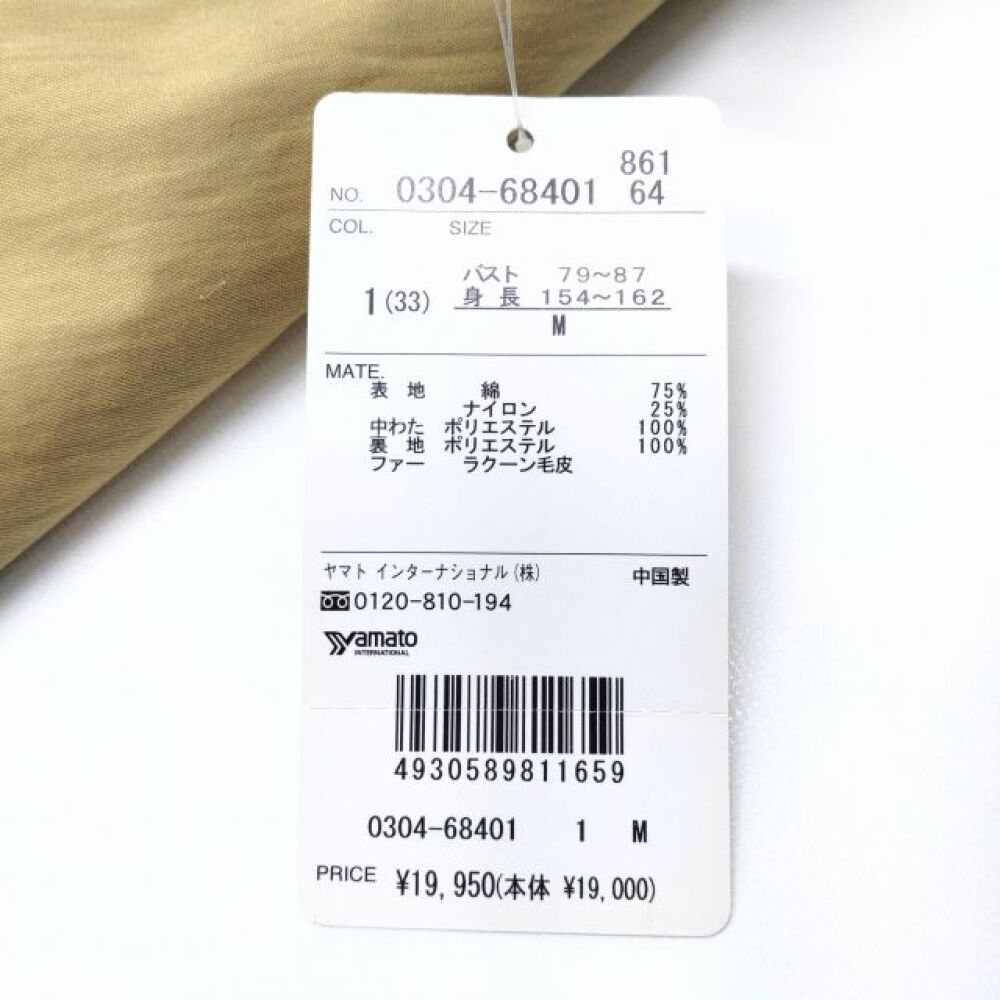 861
NO. 0304-68401 64
COL. SIZE
バスト 79〜87
1(33) 身長 154〜162
M
MATE.
表地 綿 75%
ナイロン 25%
中わた ポリエステル 100%
裏地 ポリエステル 100%
ファー ラクーン毛皮
ヤマト インターナショナル(株) 中国製
0120-810-194
Yamato
INTERNATIONAL
4930589811659
0304-68401 1 M
PRICE ¥19,950(本体 ¥19,000)